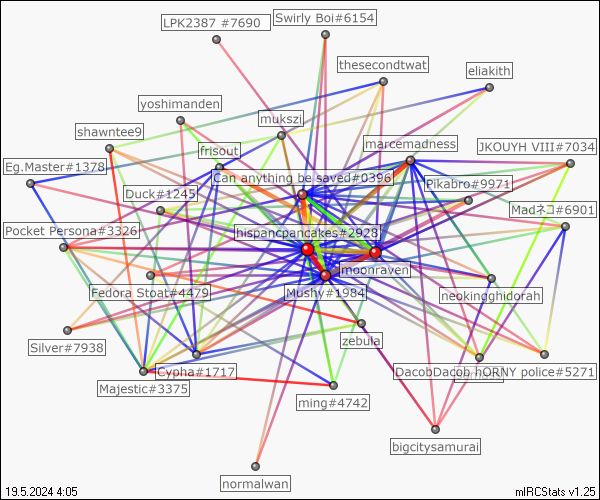 LPK2387 #7690
Swirly Boi#6154
thesecondtwat
eliakith
yoshimanden
mukszi
shawntee9
marcemadness
JKOUYH VIII#7034
frisout
Eg.Master#1378
Can anything be saved#0396
Pikabro#9971
Duck#1245
Madネコ#6901
Pocket Persona#3326
hispancpancakes#2928
moonraven
Fedora Stoat#4479
Mushy#1984
neokingghidorah
zebula
Silver#7938
Cypha#1717
DacobDacob
hORNY police#5271
Majestic#3375
ming#4742
bigcitysamurai
normalwan
19.5.2024 4:05
mIRCStats v1.25